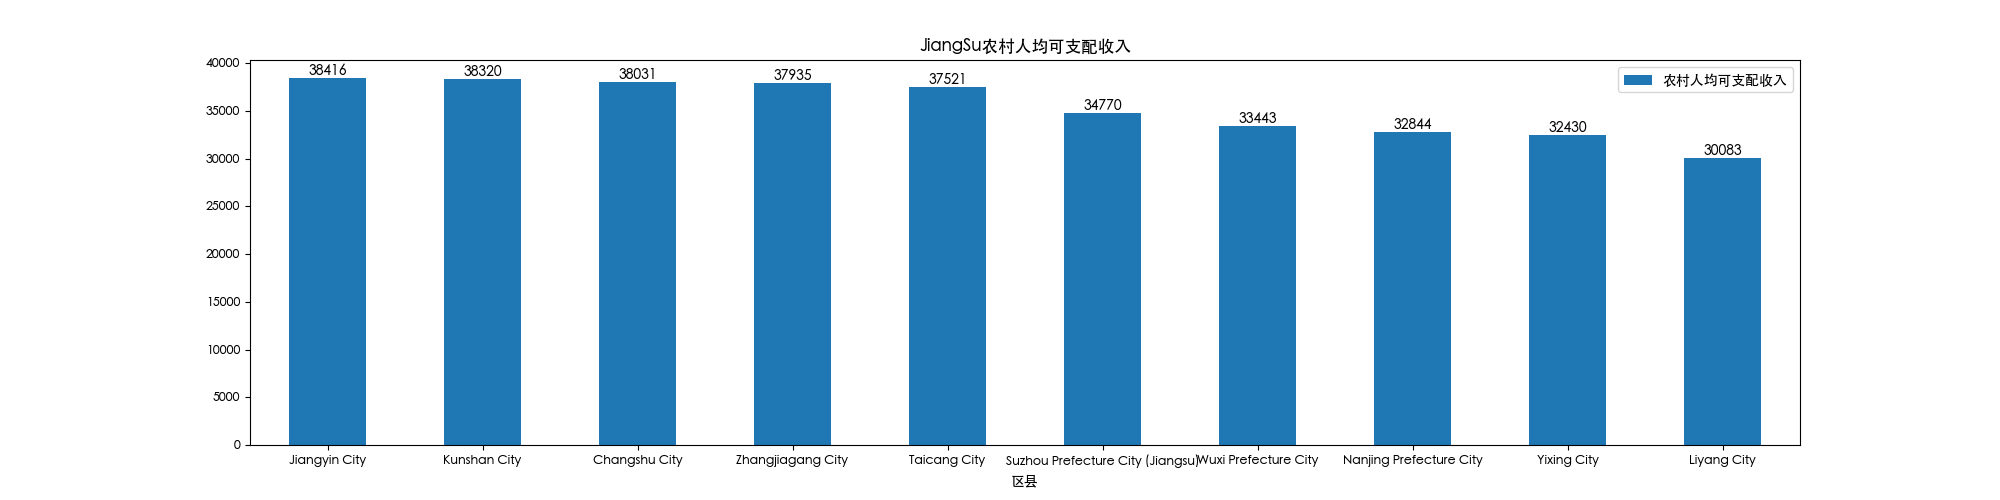 JiangSu农村人均可支配收入
农村人均可支配收入
40000
35000
30000
25000
20000
15000
10000
5000
0
38416
38320
38031
37935
37521
34770
33443
32844
32430
30083
Jiangyin City
Kunshan City
Changshu City
Zhangjiagang City
Taicang City
Suzhou Prefecture City (Jiangsu)
Wuxi Prefecture City
Nanjing Prefecture City
Yixing City
Liyang City
区县